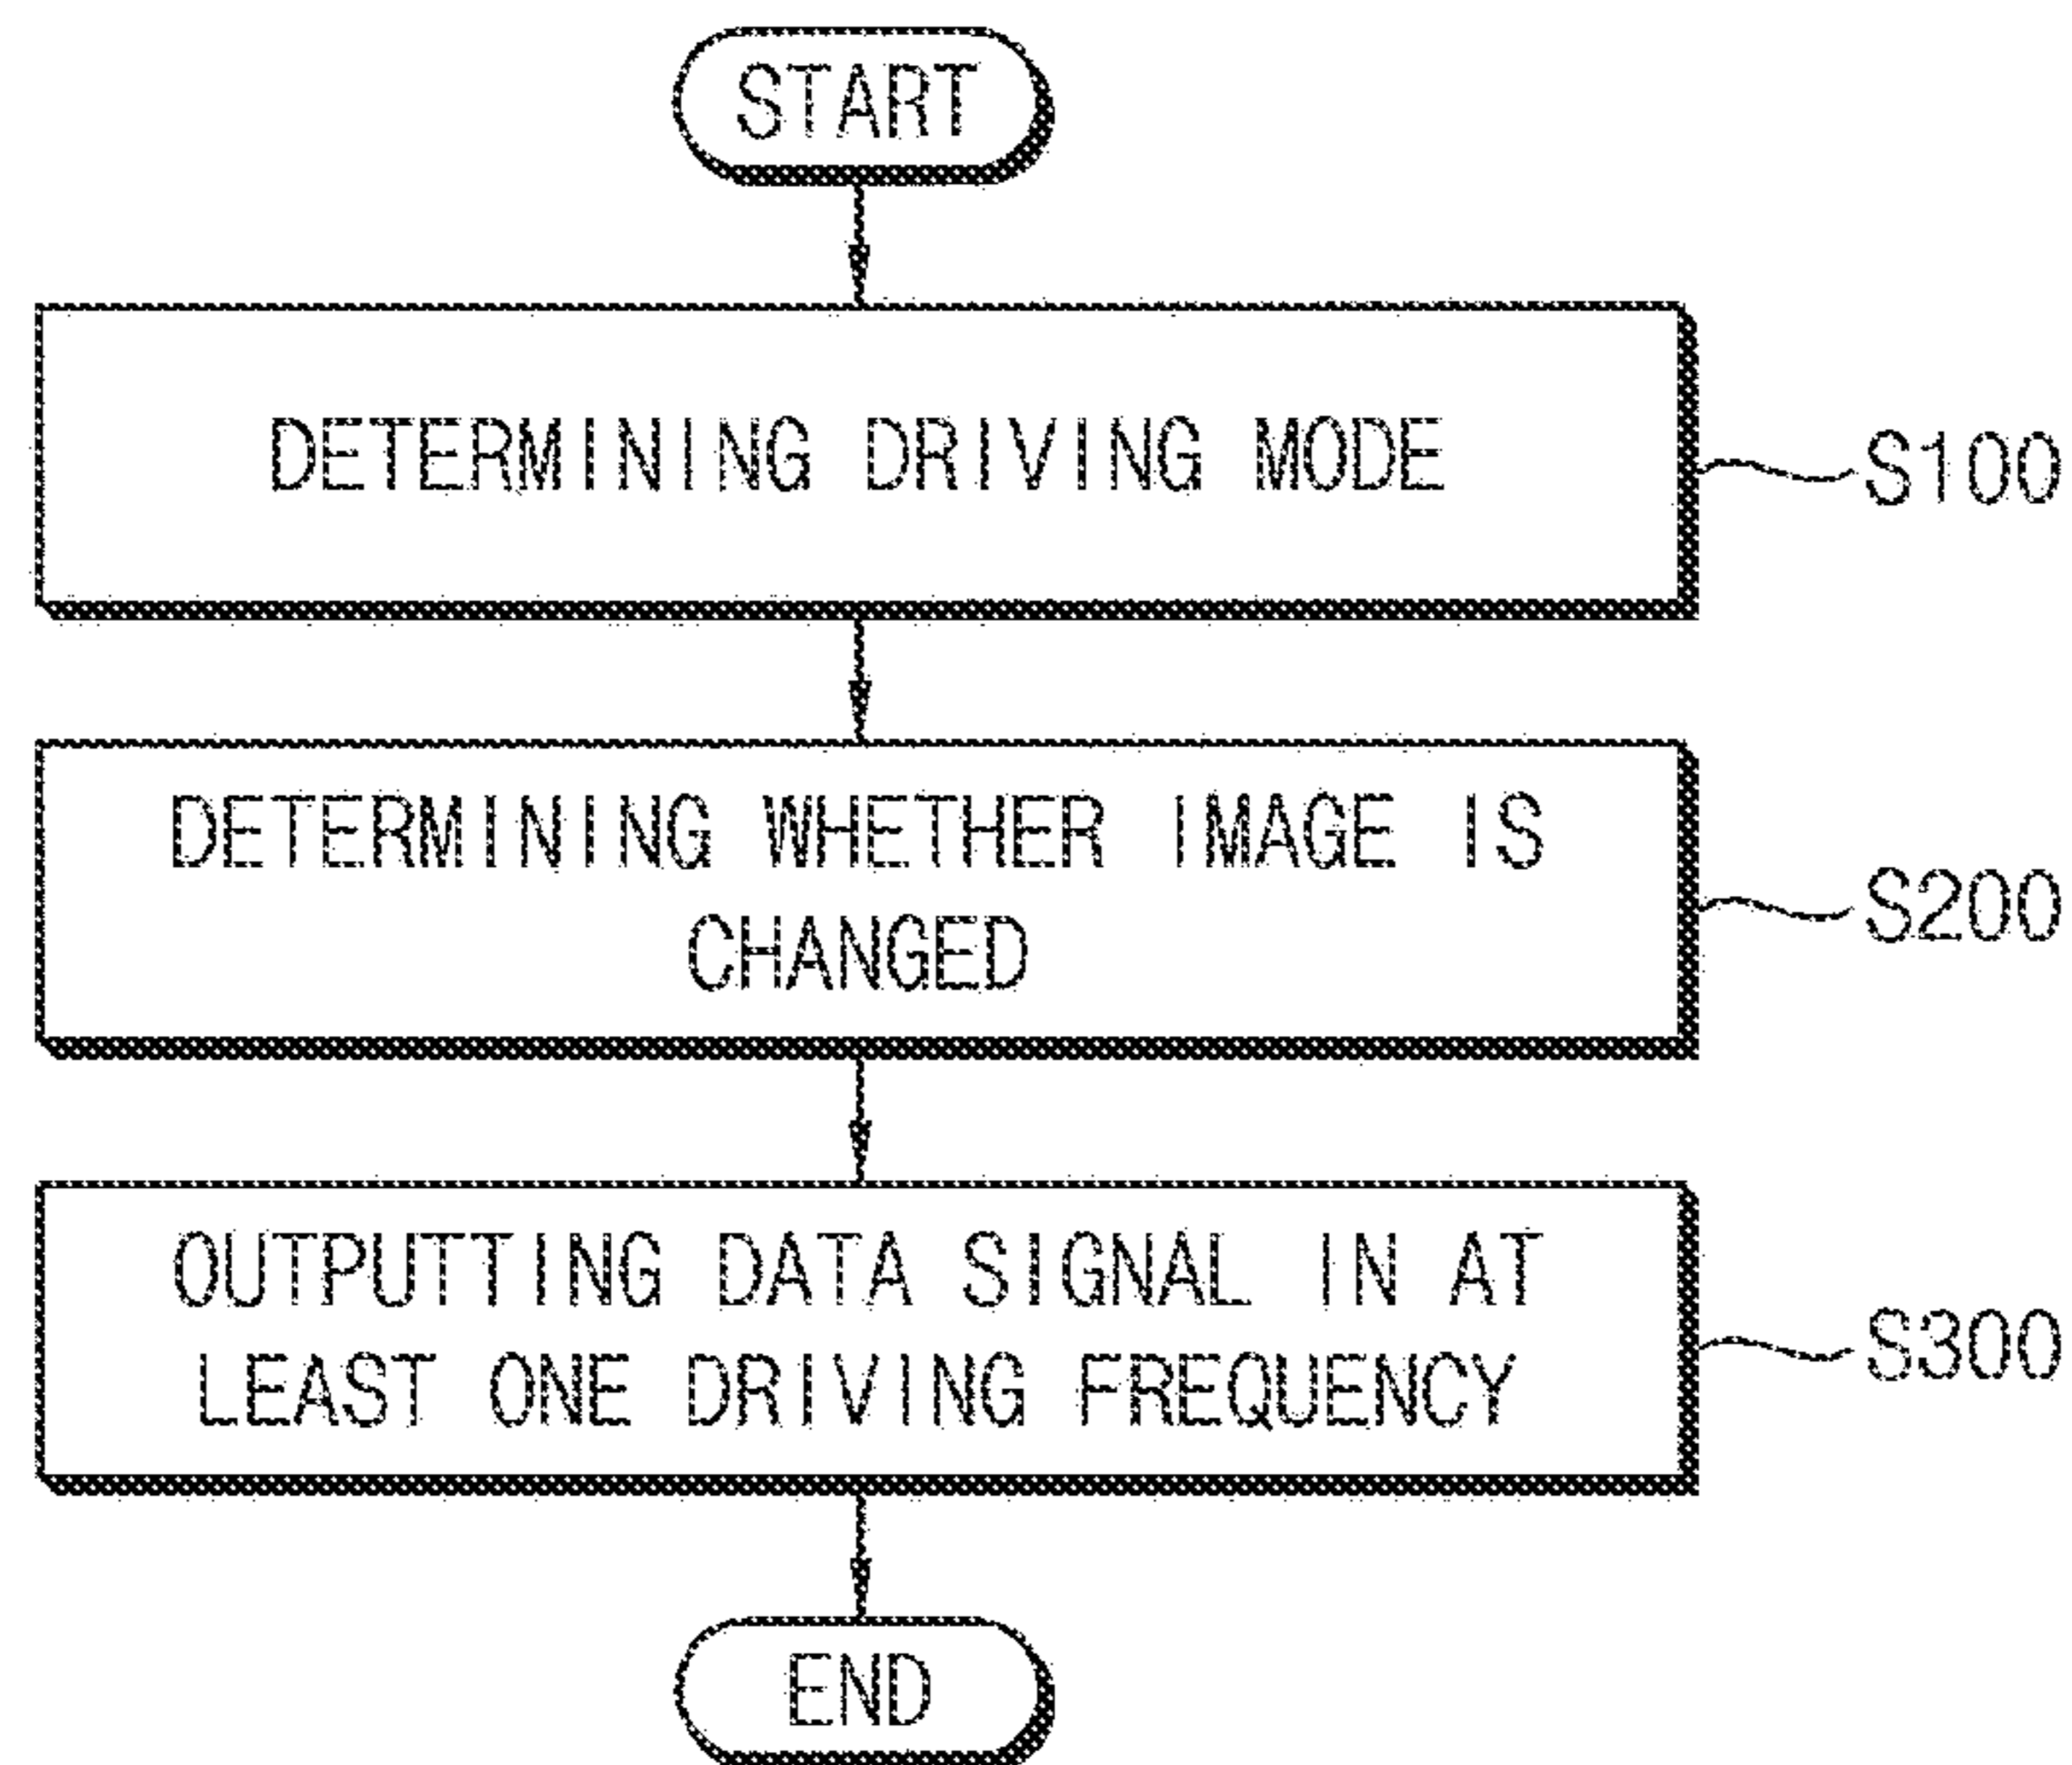 START
DETERMINING DRIVING MODE
S100
DETERMINING WHETHER IMAGE IS
CHANGED
S200
OUTPUTTING DATA SIGNAL IN AT
LEAST ONE DRIVING FREQUENCY
S300
END